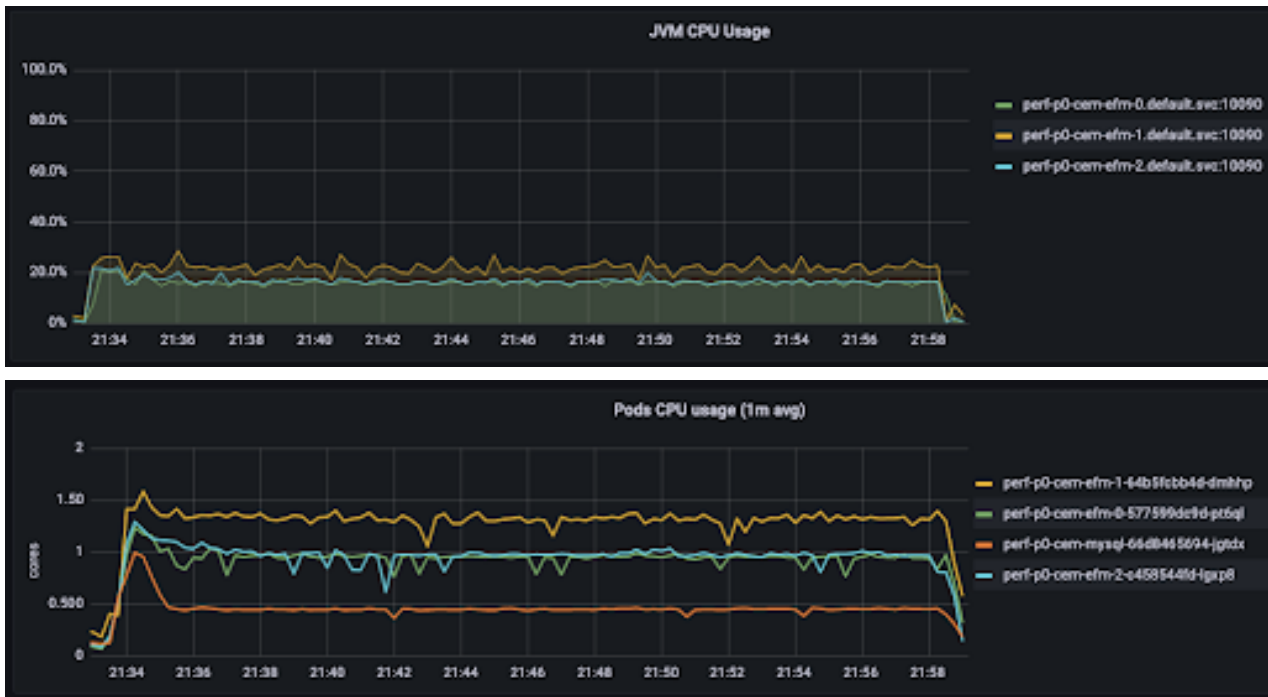 JVM CPU Usage
100.0%
80.0%
60.0%
40.0%
20.0%
0%
21:34 21:36 21:38 21:40 21:42 21:44 21:46 21:48 21:50 21:52 21:54 21:56 21:58
perf-p0-cem-efm-0.default.svc:10090
perf-p0-cem-efm-1.default.svc:10090
perf-p0-cem-efm-2.default.svc:10090
Pods CPU usage (1m avg)
cores
2
1.50
1
0.500
0
21:34 21:36 21:38 21:40 21:42 21:44 21:46 21:48 21:50 21:52 21:54 21:56 21:58
perf-p0-cem-efm-1-64b5fcbb4d-dmhhp
perf-p0-cem-efm-0-577599dc9d-pt6ql
perf-p0-cem-mysql-66d8465694-jgtdx
perf-p0-cem-efm-2-c458544fd-lgxp8